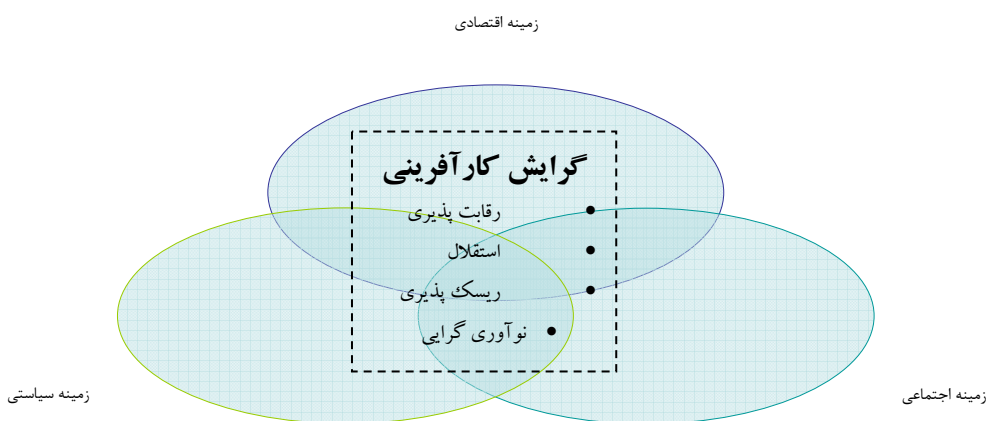 زمینه اقتصادی
گرایش کارآفرینی
• رقابت پذیری
• استقلال
• ریسک پذیری
• نوآوری گرایی
زمینه اجتماعی
زمینه سیاستی